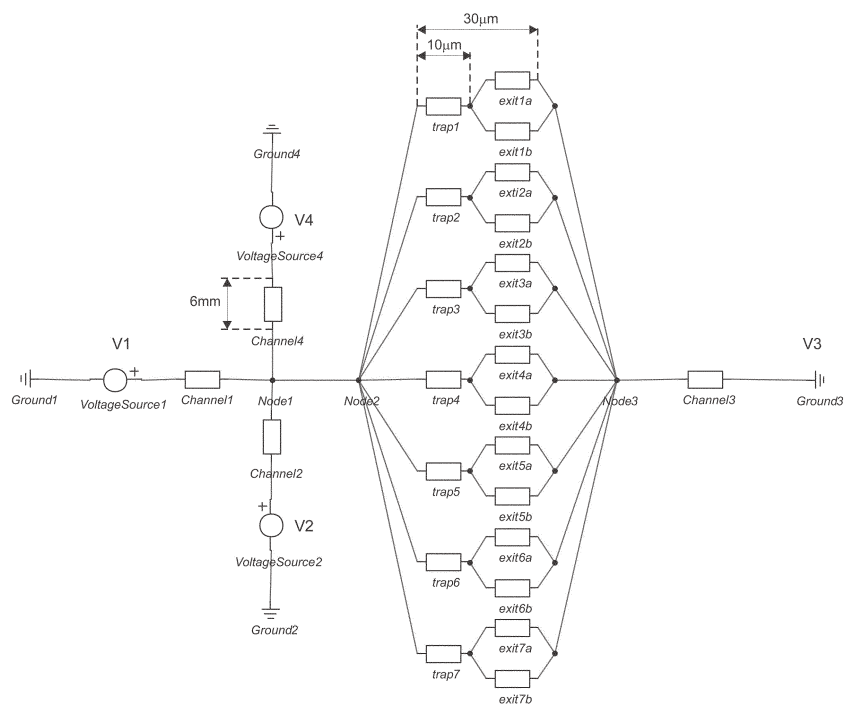 30µm
10µm
exit1a
trap1
exit1b
Ground4
exti2a
trap2
exit2b
V4
+
VoltageSource4
exit3a
trap3
exit3b
6mm
Channel4
V1
V3
exit4a
+
Ground1
VoltageSource1
Channel1
Node1
Node2
trap4
exit4b
Node3
Channel3
Ground3
Channel2
exit5a
trap5
exit5b
+
V2
VoltageSource2
exit6a
trap6
exit6b
Ground2
exit7a
trap7
exit7b